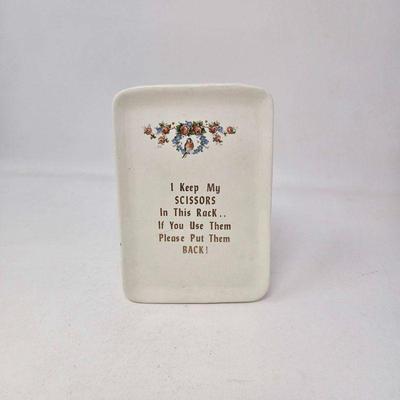 I Keep My
SCISSORS
In This Rack..
If You Use Them
Please Put Them
BACK!